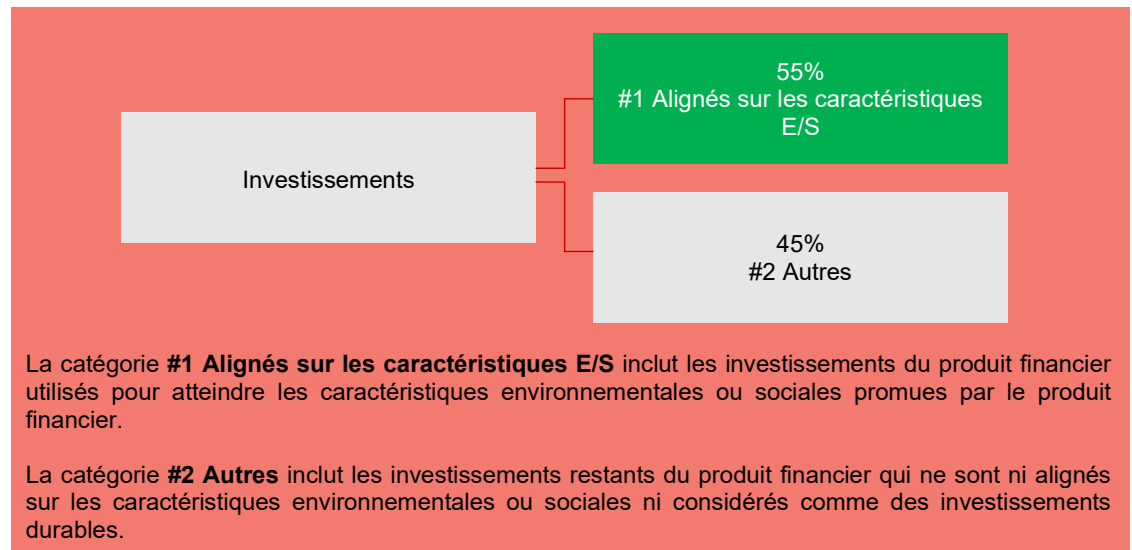 55%
#1 Alignés sur les caractéristiques
E/S
Investissements
45%
#2 Autres
La catégorie #1 Alignés sur les caractéristiques E/S inclut les investissements du produit financier
utilisés pour atteindre les caractéristiques environnementales ou sociales promues par le produit
financier.
La catégorie #2 Autres inclut les investissements restants du produit financier qui ne sont ni alignés
sur les caractéristiques environnementales ou sociales ni considérés comme des investissements
durables.